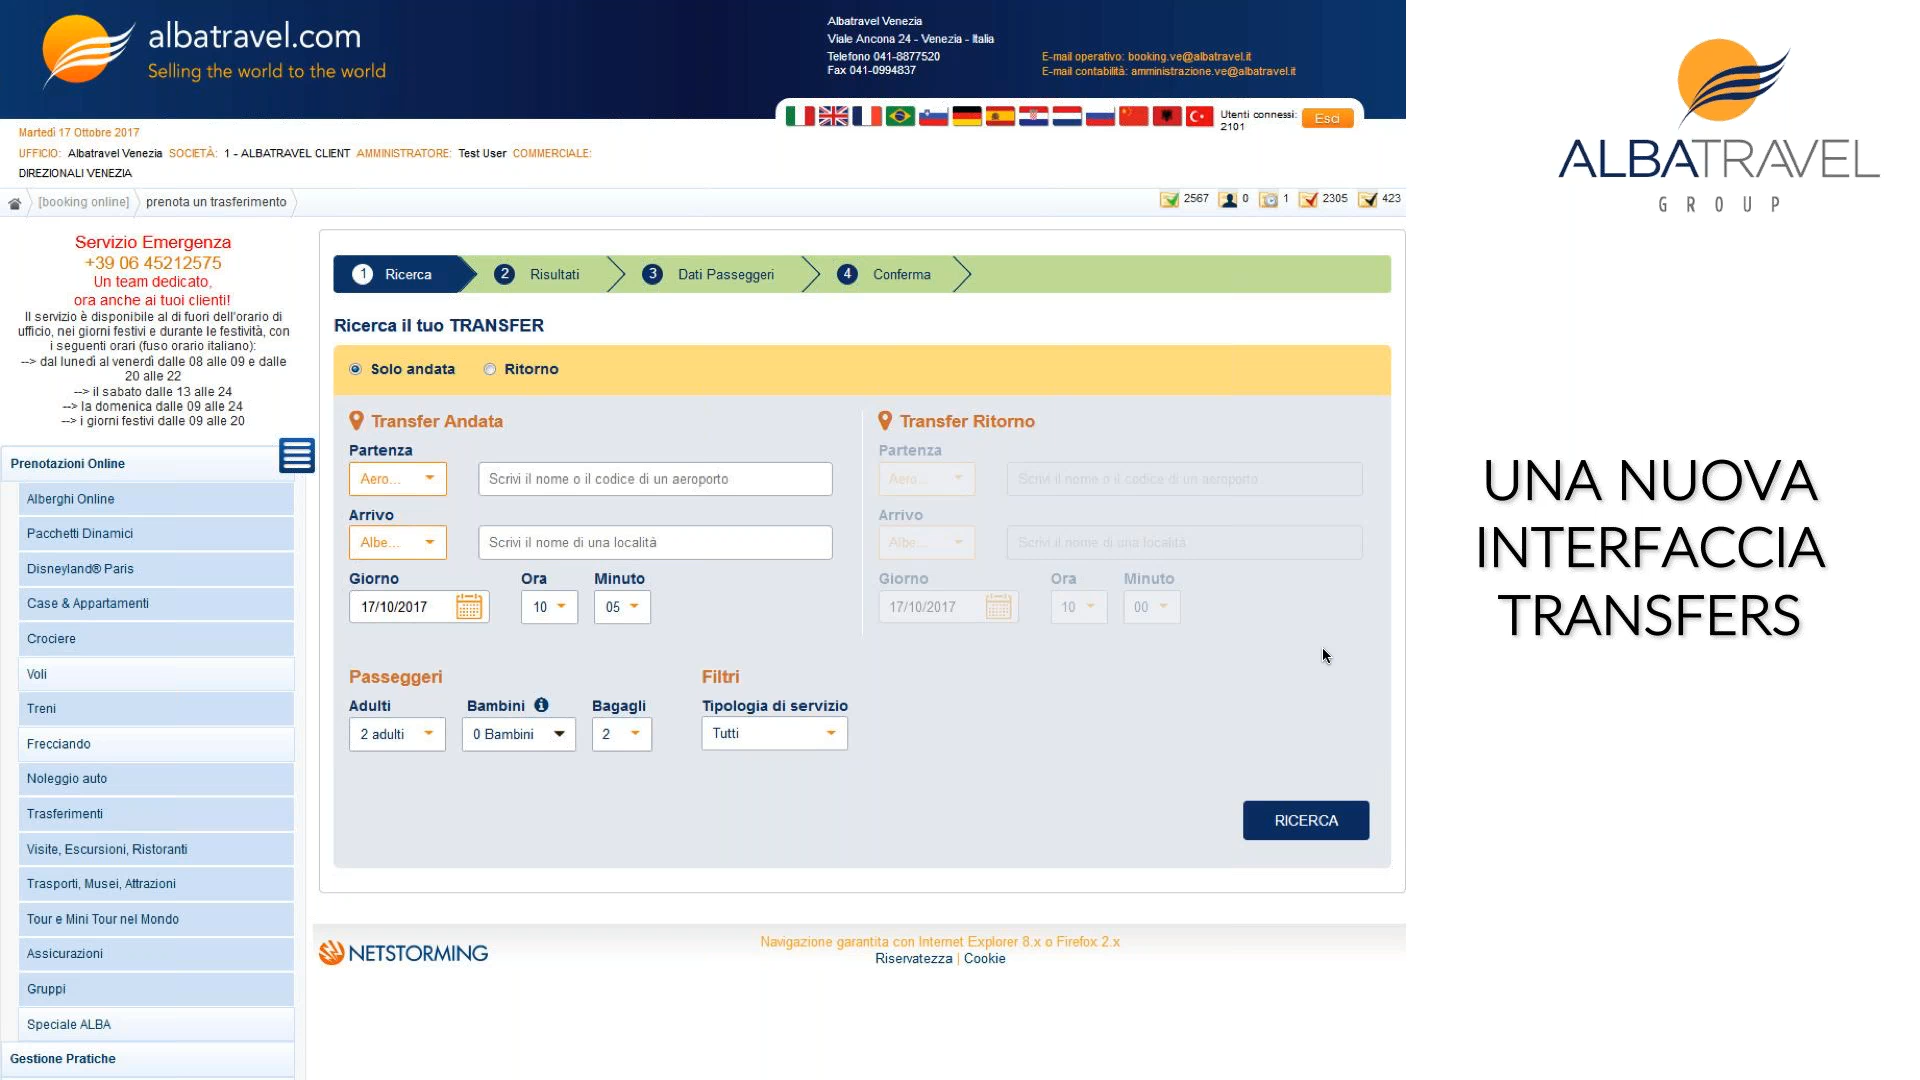 albatravel.com
Selling the world to the world
Albatravel Venezia
Viale Ancona 24 - Venezia - Italia
Telefono 041-8877520
Fax 041-0994837
E-mail operativo: booking.ve@albatravel.it
E-mail contabilità: amministrazione.ve@albatravel.it
Utenti connessi: 2101
Esci
Martedì 17 Ottobre 2017
UFFICIO: Albatravel Venezia SOCIETÀ: 1 - ALBATRAVEL CLIENT AMMINISTRATORE: Test User COMMERCIALE:
DIREZIONALI VENEZIA
[booking online] prenota un trasferimento
2567 0 1 2305 423
Servizio Emergenza
+39 06 45212575
Un team dedicato,
ora anche ai tuoi clienti!
Il servizio è disponibile al di fuori dell'orario di
ufficio, nei giorni festivi e durante le festività, con
i seguenti orari (fuso orario italiano):
--> dal lunedì al venerdì dalle 08 alle 09 e dalle
20 alle 22
--> il sabato dalle 13 alle 24
--> la domenica dalle 09 alle 24
--> i giorni festivi dalle 09 alle 20
Prenotazioni Online
Alberghi Online
Pacchetti Dinamici
Disneyland® Paris
Case & Appartamenti
Crociere
Voli
Treni
Frecciando
Noleggio auto
Trasferimenti
Visite, Escursioni, Ristoranti
Trasporti, Musei, Attrazioni
Tour e Mini Tour nel Mondo
Assicurazioni
Gruppi
Speciale ALBA
Gestione Pratiche
1 Ricerca 2 Risultati 3 Dati Passeggeri 4 Conferma
Ricerca il tuo TRANSFER
Solo andata Ritorno
Transfer Andata
Partenza
Aero... Scrivi il nome o il codice di un aeroporto
Arrivo
Albe... Scrivi il nome di una località
Giorno Ora Minuto
17/10/2017 10 05
Transfer Ritorno
Partenza
Aero... Scrivi il nome o il codice di un aeroporto
Arrivo
Albe... Scrivi il nome di una località
Giorno Ora Minuto
17/10/2017 10 00
Passeggeri
Adulti Bambini Bagagli
2 adulti 0 Bambini 2
Filtri
Tipologia di servizio
Tutti
RICERCA
NETSTORMING
Navigazione garantita con Internet Explorer 8.x o Firefox 2.x
Riservatezza | Cookie
ALBATRAVEL
GROUP
UNA NUOVA
INTERFACCIA
TRANSFERS